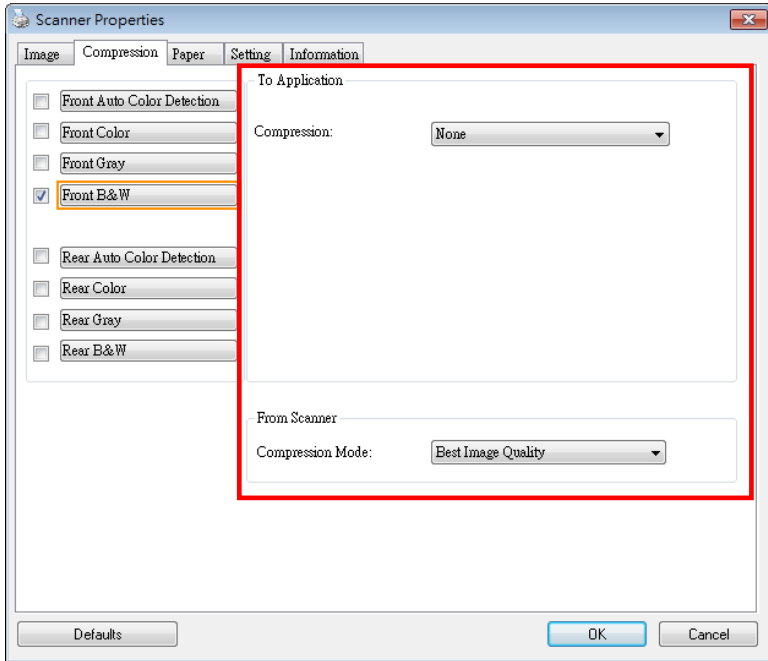 Scanner Properties
Image Compression Paper Setting Information
Front Auto Color Detection
Front Color
Front Gray
Front B&W
Rear Auto Color Detection
Rear Color
Rear Gray
Rear B&W
To Application
Compression: None
From Scanner
Compression Mode: Best Image Quality
Defaults OK Cancel